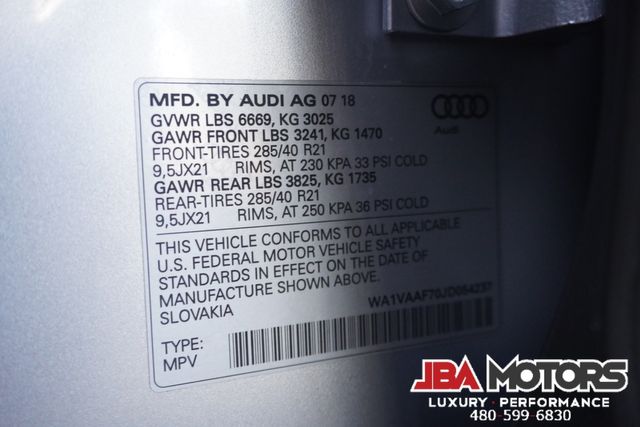 MFD. BY AUDI AG 07 18
GVWR LBS 6669, KG 3025
GAWR FRONT LBS 3241, KG 1470
FRONT-TIRES 285/40 R21
9,5JX21 RIMS, AT 230 KPA 33 PSI COLD
GAWR REAR LBS 3825, KG 1735
REAR-TIRES 285/40 R21
9,5JX21 RIMS, AT 250 KPA 36 PSI COLD
Audi
THIS VEHICLE CONFORMS TO ALL APPLICABLE
U.S. FEDERAL MOTOR VEHICLE SAFETY
STANDARDS IN EFFECT ON THE DATE OF
MANUFACTURE SHOWN ABOVE.
SLOVAKIA
WA1VAAF70JD054237
TYPE:
MPV
JBA MOTORS
LUXURY · PERFORMANCE
480-599-6830